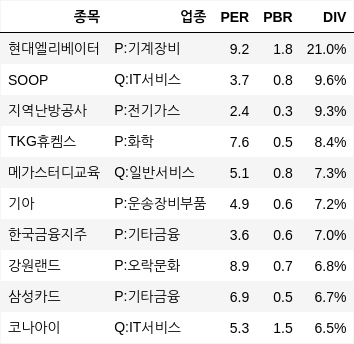 종목 업종 PER PBR DIV
현대엘리베이터 P:기계장비 9.2 1.8 21.0%
SOOP Q:IT서비스 3.7 0.8 9.6%
지역난방공사 P:전기가스 2.4 0.3 9.3%
TKG휴켐스 P:화학 7.6 0.5 8.4%
메가스터디교육 Q:일반서비스 5.1 0.8 7.3%
기아 P:운송장비부품 4.9 0.6 7.2%
한국금융지주 P:기타금융 3.6 0.6 7.0%
강원랜드 P:오락문화 8.9 0.7 6.8%
삼성카드 P:기타금융 6.9 0.5 6.7%
코나아이 Q:IT서비스 5.3 1.5 6.5%